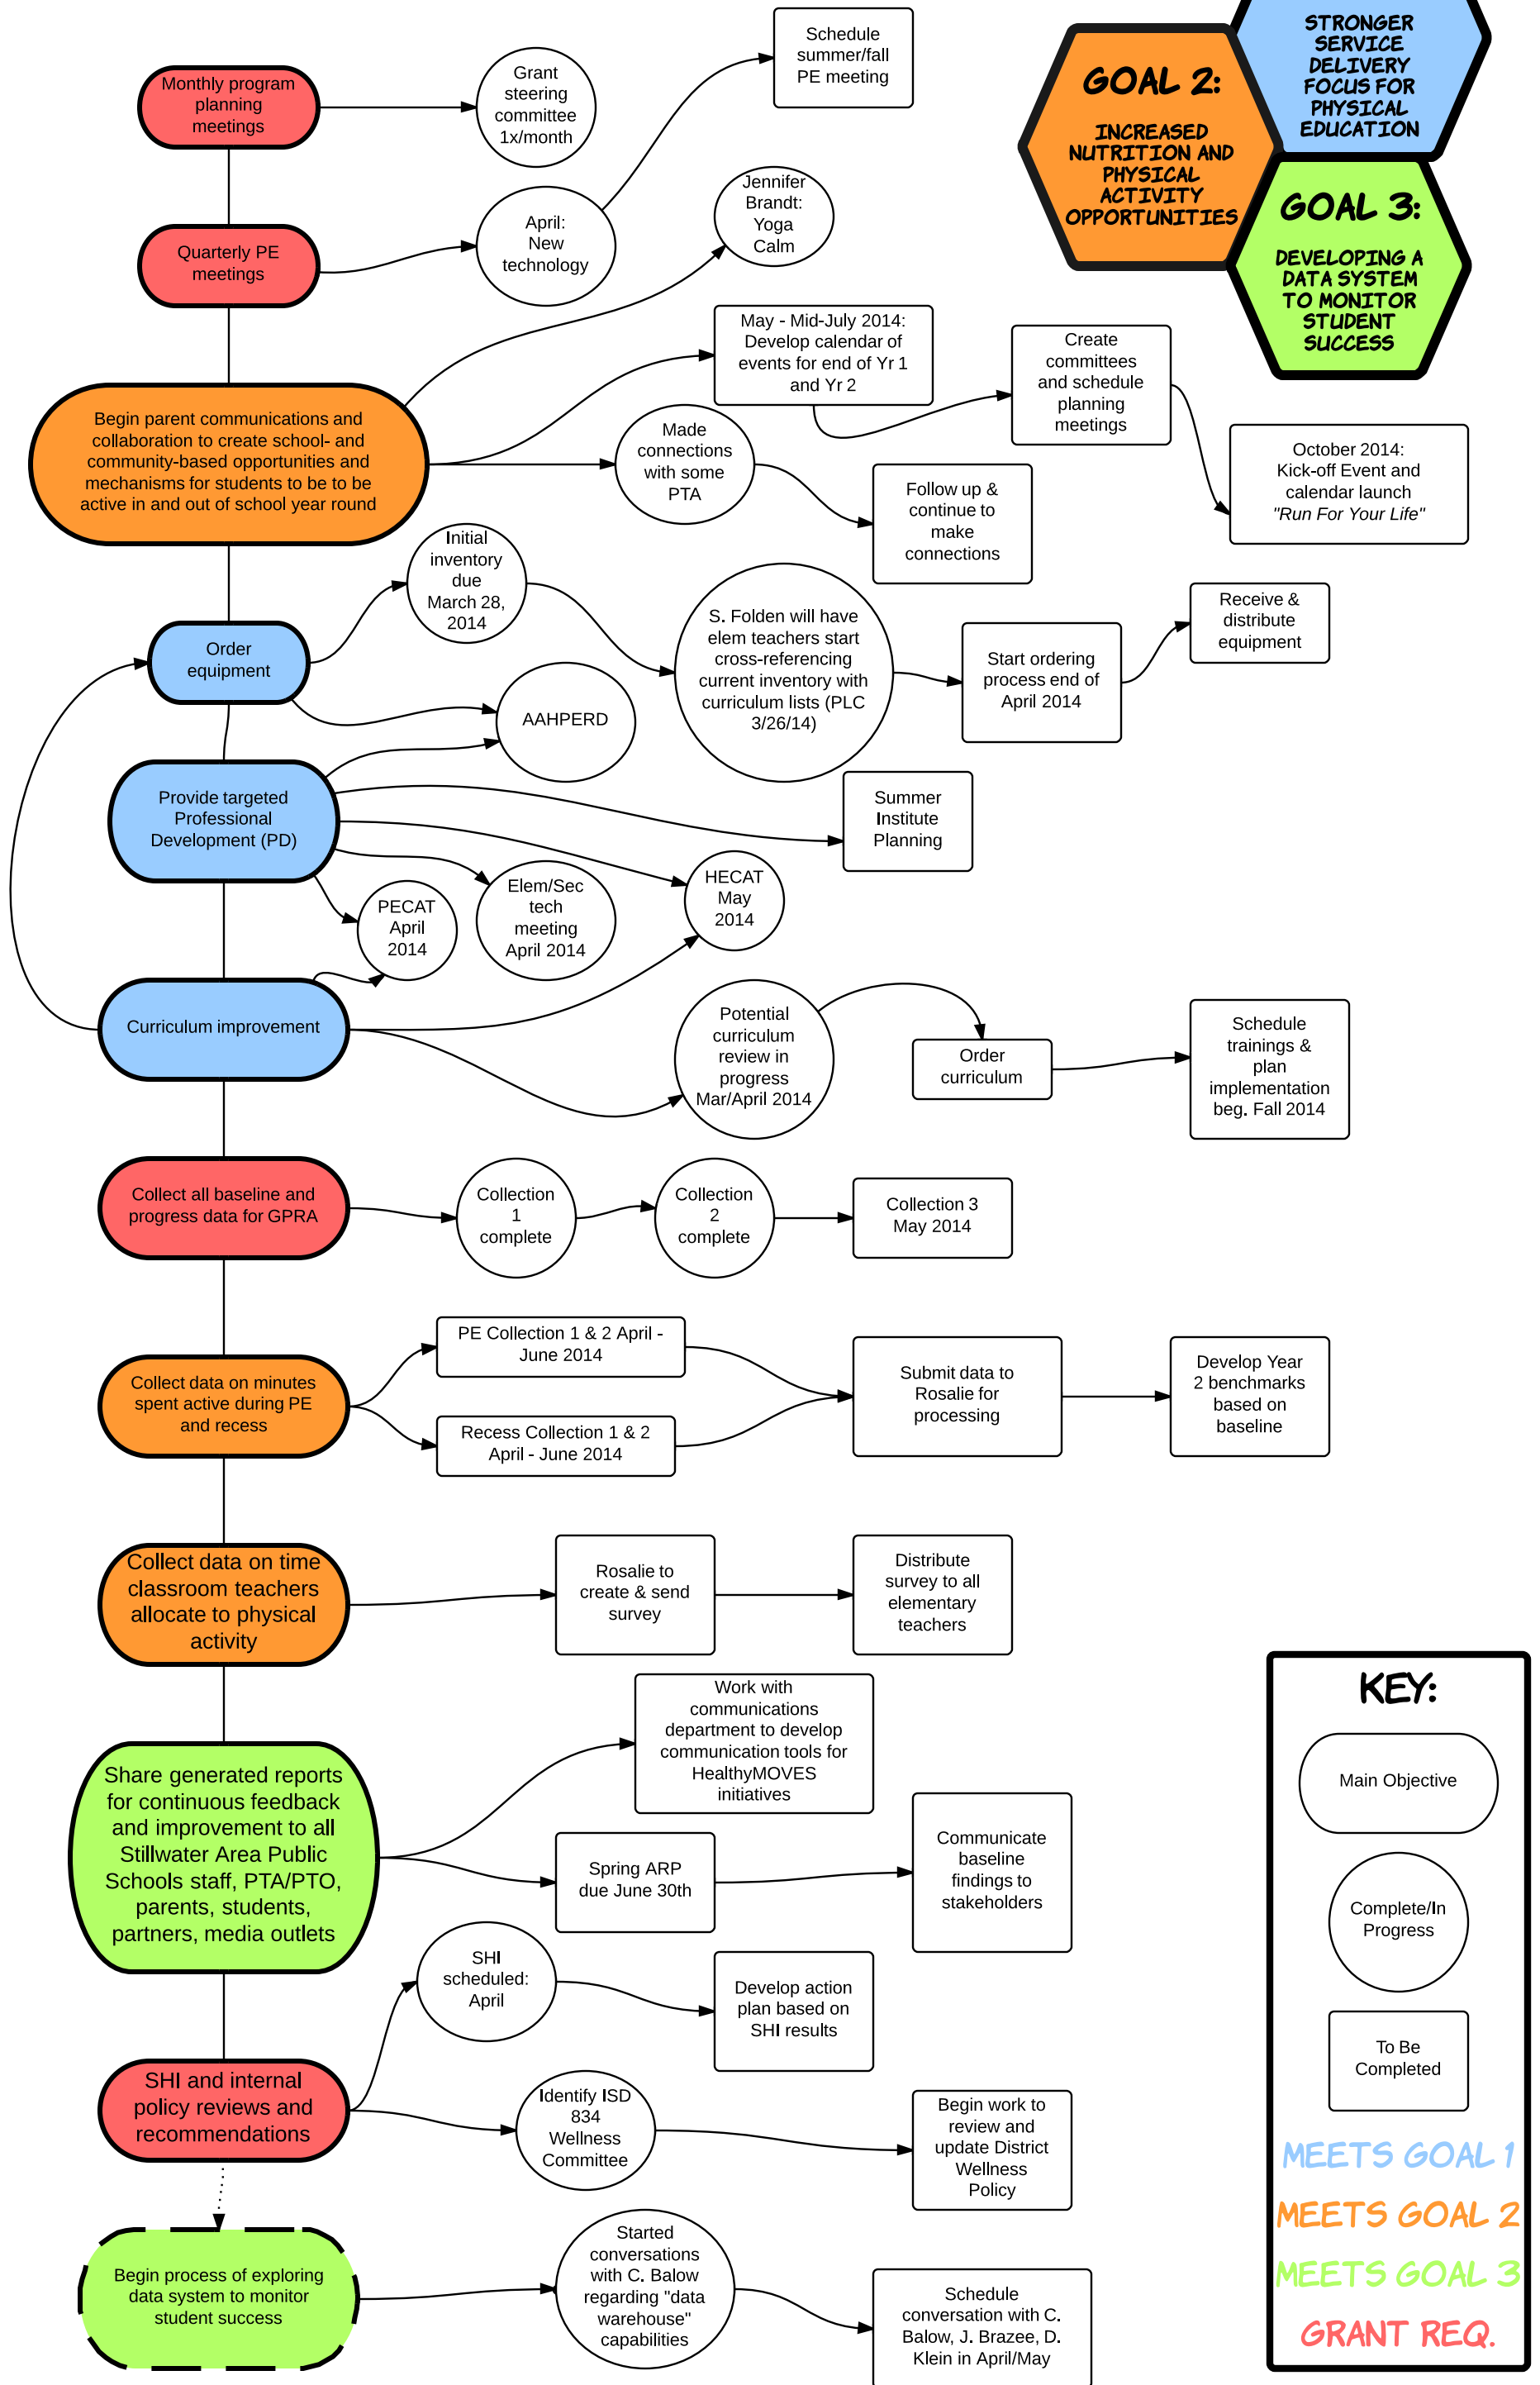 STRONGER
SERVICE
DELIVERY
FOCUS FOR
PHYSICAL
EDUCATION
GOAL 2:
INCREASED
NUTRITION AND
PHYSICAL
ACTIVITY
OPPORTUNITIES
GOAL 3:
DEVELOPING A
DATA SYSTEM
TO MONITOR
STUDENT
SUCCESS
Monthly program
planning
meetings
Grant
steering
committee
1x/month
Schedule
summer/fall
PE meeting
Quarterly PE
meetings
April:
New
technology
Jennifer
Brandt:
Yoga
Calm
Begin parent communications and
collaboration to create school- and
community-based opportunities and
mechanisms for students to be to be
active in and out of school year round
May - Mid-July 2014:
Develop calendar of
events for end of Yr 1
and Yr 2
Create
committees
and schedule
planning
meetings
October 2014:
Kick-off Event and
calendar launch
"Run For Your Life"
Made
connections
with some
PTA
Follow up &
continue to
make
connections
Order
equipment
Initial
inventory
due
March 28,
2014
S. Folden will have
elem teachers start
cross-referencing
current inventory with
curriculum lists (PLC
3/26/14)
Start ordering
process end of
April 2014
Receive &
distribute
equipment
AAHPERD
Provide targeted
Professional
Development (PD)
Summer
Institute
Planning
HECAT
May
2014
Elem/Sec
tech
meeting
April 2014
PECAT
April
2014
Curriculum improvement
Potential
curriculum
review in
progress
Mar/April 2014
Order
curriculum
Schedule
trainings &
plan
implementation
beg. Fall 2014
Collect all baseline and
progress data for GPRA
Collection
1
complete
Collection
2
complete
Collection 3
May 2014
Collect data on minutes
spent active during PE
and recess
PE Collection 1 & 2 April -
June 2014
Recess Collection 1 & 2
April - June 2014
Submit data to
Rosalie for
processing
Develop Year
2 benchmarks
based on
baseline
Collect data on time
classroom teachers
allocate to physical
activity
Rosalie to
create & send
survey
Distribute
survey to all
elementary
teachers
Share generated reports
for continuous feedback
and improvement to all
Stillwater Area Public
Schools staff, PTA/PTO,
parents, students,
partners, media outlets
Work with
communications
department to develop
communication tools for
HealthyMOVES
initiatives
Spring ARP
due June 30th
Communicate
baseline
findings to
stakeholders
SHI and internal
policy reviews and
recommendations
SHI
scheduled:
April
Develop action
plan based on
SHI results
Identify ISD
834
Wellness
Committee
Begin work to
review and
update District
Wellness
Policy
Begin process of exploring
data system to monitor
student success
Started
conversations
with C. Balow
regarding "data
warehouse"
capabilities
Schedule
conversation with C.
Balow, J. Brazee, D.
Klein in April/May
KEY:
Main Objective
Complete/In
Progress
To Be
Completed
MEETS GOAL 1
MEETS GOAL 2
MEETS GOAL 3
GRANT REQ.